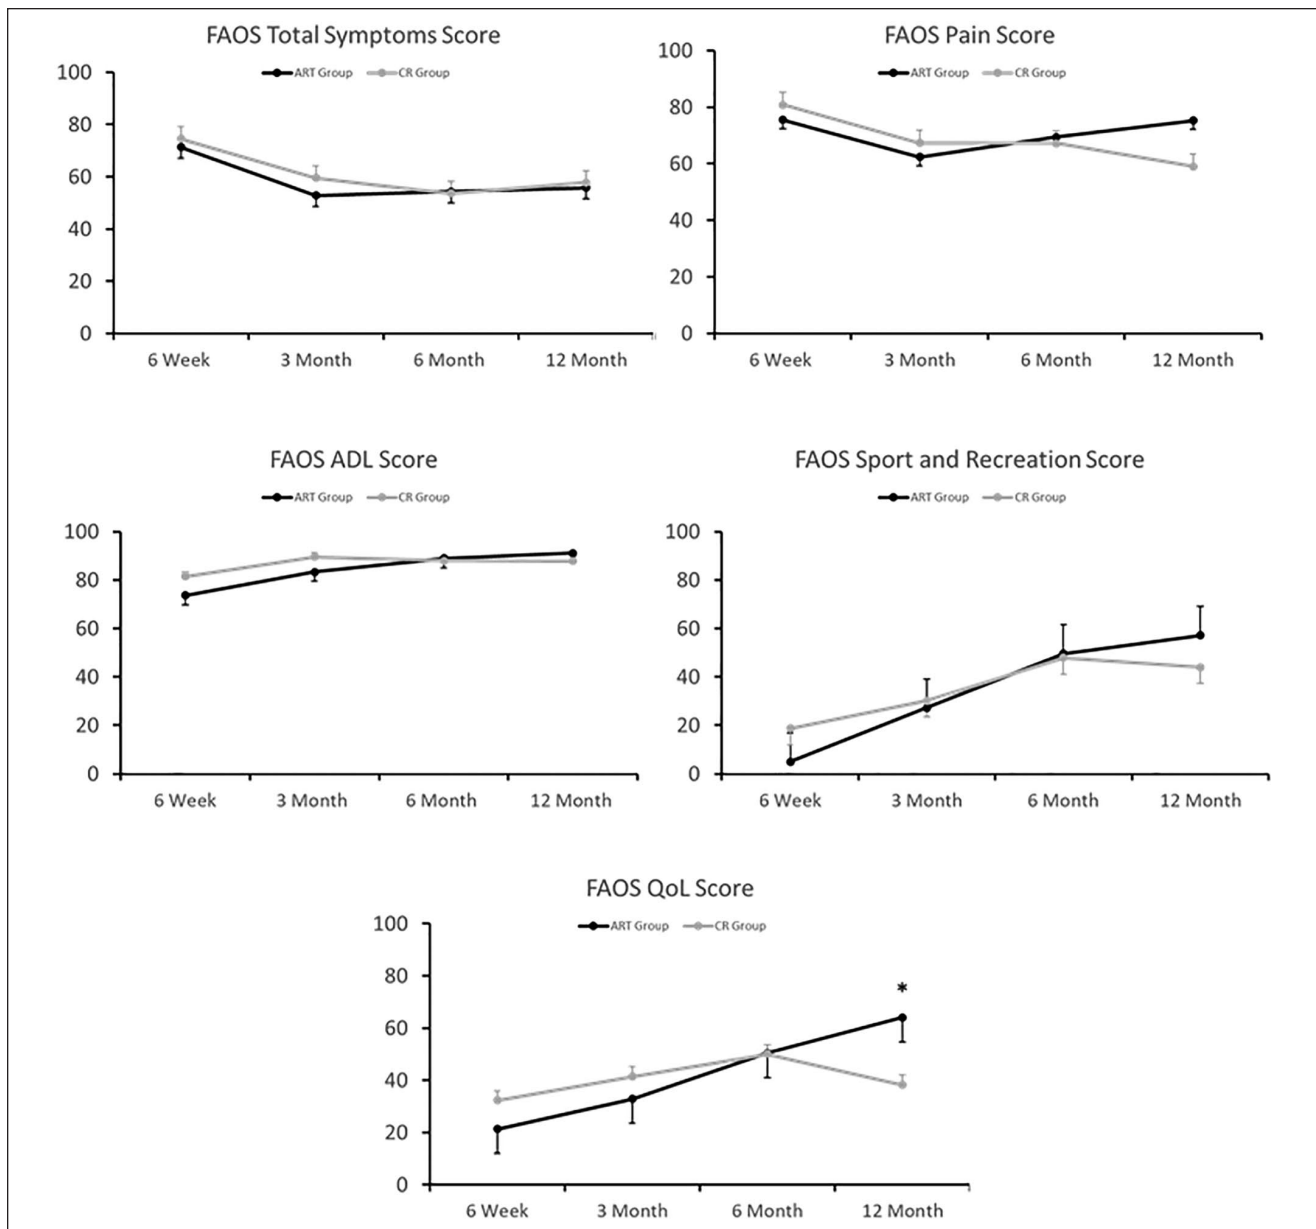 FAOS Total Symptoms Score
ART Group CR Group
100
80
60
40
20
0
6 Week 3 Month 6 Month 12 Month
FAOS Pain Score
ART Group CR Group
100
80
60
40
20
0
6 Week 3 Month 6 Month 12 Month
FAOS ADL Score
ART Group CR Group
100
80
60
40
20
0
6 Week 3 Month 6 Month 12 Month
FAOS Sport and Recreation Score
ART Group CR Group
100
80
60
40
20
0
6 Week 3 Month 6 Month 12 Month
FAOS QoL Score
ART Group CR Group
100
80
*
60
40
20
0
6 Week 3 Month 6 Month 12 Month